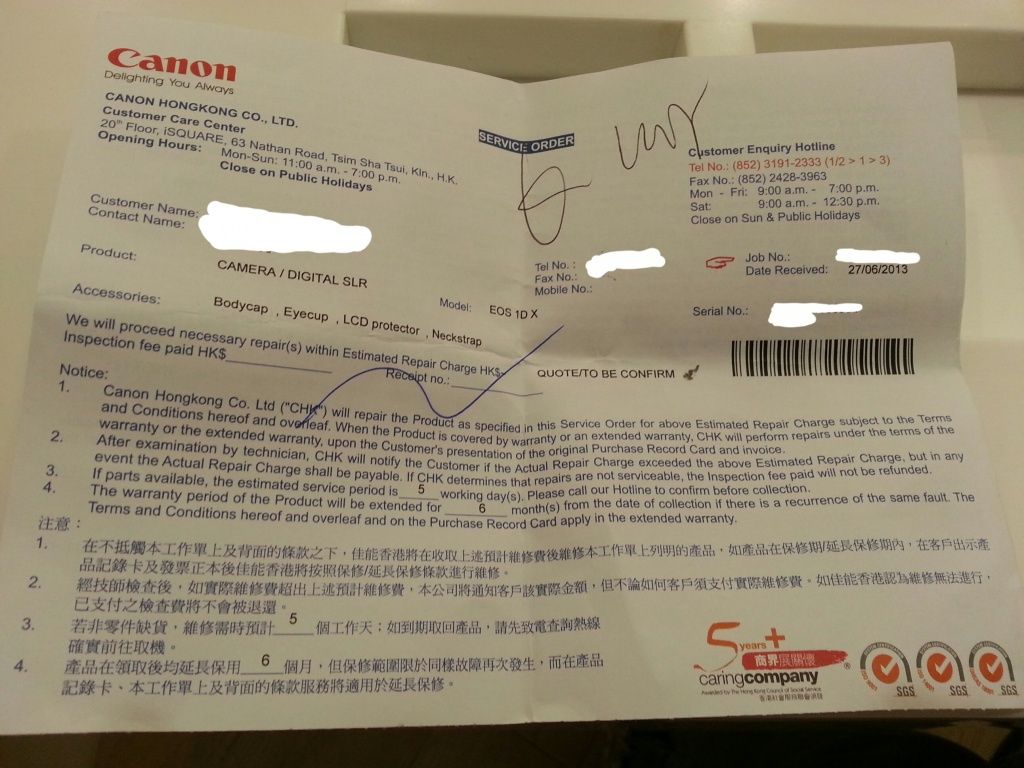 Canon
Delighting You Always
CANON HONGKONG CO., LTD.
Customer Care Center
20th Floor, iSQUARE, 63 Nathan Road, Tsim Sha Tsui, Kln., H.K.
Opening Hours: Mon-Sun: 11:00 a.m. - 7:00 p.m.
Close on Public Holidays
SERVICE ORDER
Customer Enquiry Hotline
Tel No.: (852) 3191-2333 (1/2 > 1 > 3)
Fax No.: (852) 2428-3963
Mon - Fri: 9:00 a.m. - 7:00 p.m.
Sat: 9:00 a.m. - 12:30 p.m.
Close on Sun & Public Holidays
Customer Name:
Contact Name:
Tel No. :
Fax No.:
Mobile No.:
Job No.:
Date Received: 27/06/2013
Product: CAMERA / DIGITAL SLR
Model: EOS 1D X
Serial No.:
Accessories: Bodycap , Eyecup , LCD protector , Neckstrap
We will proceed necessary repair(s) within Estimated Repair Charge HK$- QUOTE/TO BE CONFIRM
Inspection fee paid HK$ Receipt no.:
Notice:
1. Canon Hongkong Co. Ltd ("CHK") will repair the Product as specified in this Service Order for above Estimated Repair Charge subject to the Terms
and Conditions hereof and overleaf. When the Product is covered by warranty or an extended warranty, CHK will perform repairs under the terms of the
warranty or the extended warranty, upon the Customer's presentation of the original Purchase Record Card and invoice.
2. After examination by technician, CHK will notify the Customer if the Actual Repair Charge exceeded the above Estimated Repair Charge, but in any
event the Actual Repair Charge shall be payable. If CHK determines that repairs are not serviceable, the Inspection fee paid will not be refunded.
3. If parts available, the estimated service period is 5 working day(s). Please call our Hotline to confirm before collection.
4. The warranty period of the Product will be extended for 6 month(s) from the date of collection if there is a recurrence of the same fault. The
Terms and Conditions hereof and overleaf and on the Purchase Record Card apply in the extended warranty.
注意：
1. 在不抵觸本工作單上及背面的條款之下，佳能香港將在收取上述預計維修費後維修本工作單上列明的產品，如產品在保修期/延長保修期內，在客戶出示產
品記錄卡及發票正本後佳能香港將按照保修/延長保修條款進行維修。
2. 經技師檢查後，如實際維修費超出上述預計維修費，本公司將通知客戶該實際金額，但不論如何客戶須支付實際維修費。如佳能香港認為維修無法進行，
已支付之檢查費將不會被退還。
3. 若非零件缺貨，維修需時預計 5 個工作天；如到期取回產品，請先致電查詢熱線
確實前往取機。
4. 產品在領取後均延長保用 6 個月，但保修範圍限於同樣故障再次發生，而在產品
記錄卡、本工作單上及背面的條款服務將適用於延長保修。
5 years+
商界展關懷
caringcompany
Awarded by The Hong Kong Council of Social Service
香港社會服務聯會頒發
SGS
SGS
SGS